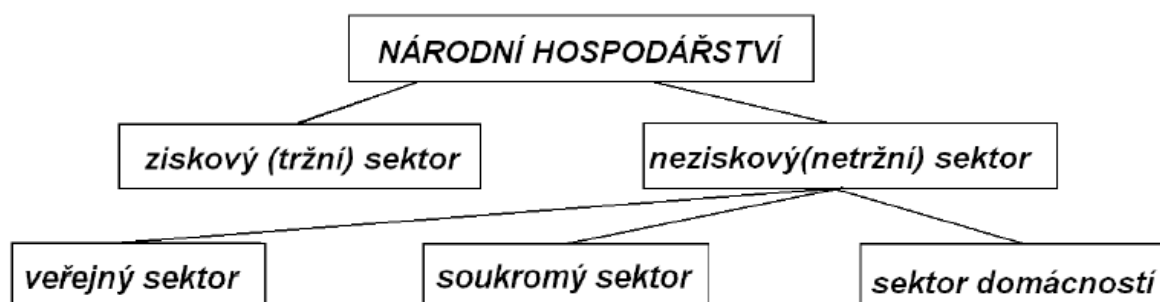 NÁRODNÍ HOSPODÁŘSTVÍ
ziskový (tržní) sektor
neziskový(netržní) sektor
veřejný sektor
soukromý sektor
sektor domácností